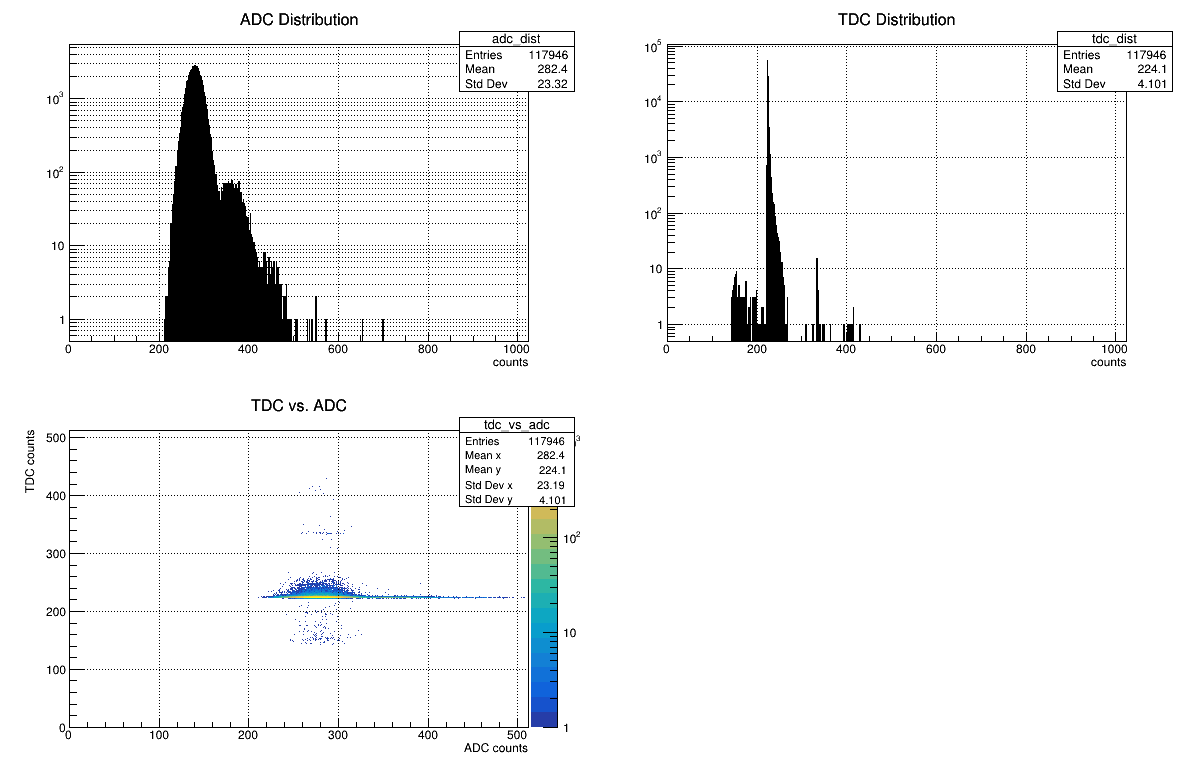 ADC Distribution
adc_dist
Entries 117946
Mean 282.4
Std Dev 23.32
10³
10²
10
1
0 200 400 600 800 1000
counts
TDC Distribution
tdc_dist
Entries 117946
Mean 224.1
Std Dev 4.101
10⁵
10⁴
10³
10²
10
1
0 200 400 600 800 1000
counts
TDC vs. ADC
tdc_vs_adc
Entries 117946
Mean x 282.4
Mean y 224.1
Std Dev x 23.19
Std Dev y 4.101
TDC counts
500
400
300
200
100
0
0 100 200 300 400 500
ADC counts
3
10²
10
1